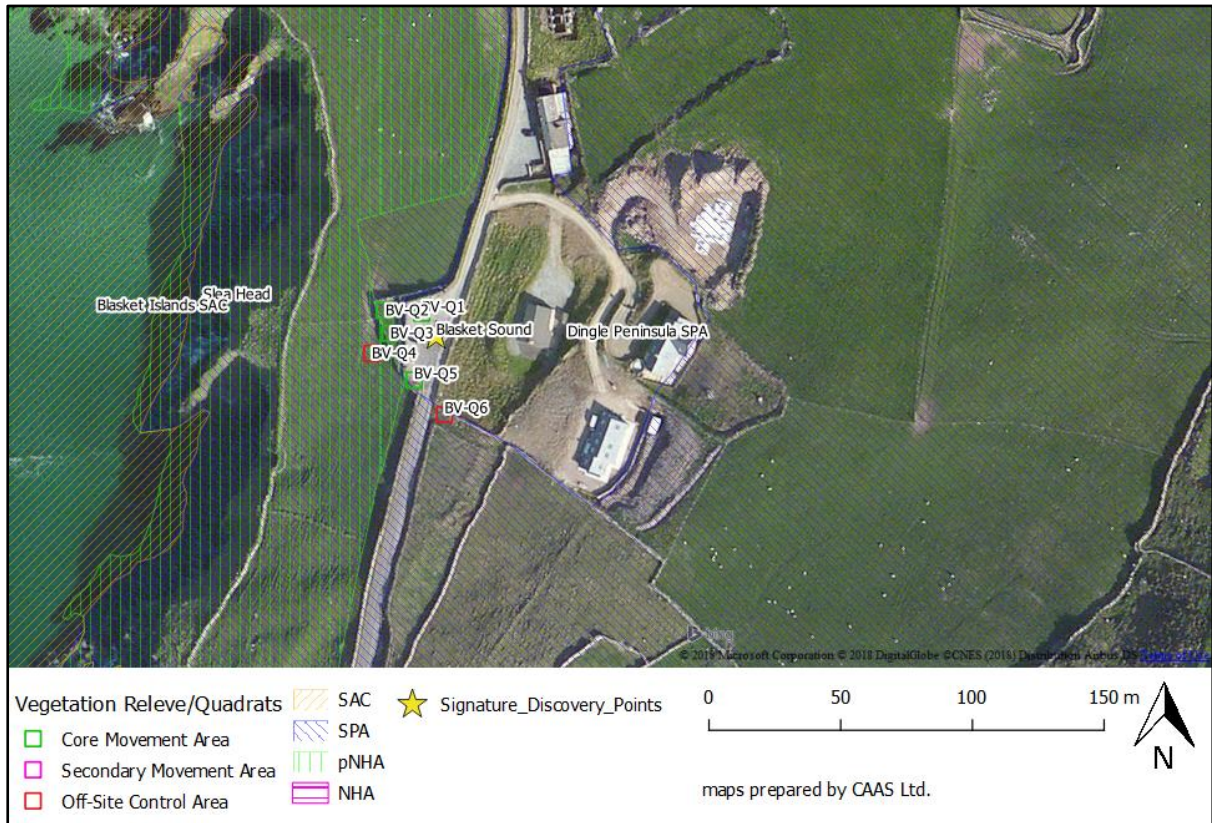 Slea Head
Blasket Islands SAC
BV-Q2
BV-Q1
BV-Q3
Blasket Sound
Dingle Peninsula SPA
BV-Q4
BV-Q5
BV-Q6
© 2018 Microsoft Corporation © 2018 DigitalGlobe ©CNES (2018) Distribution Airbus DS
Vegetation Releve/Quadrats
Core Movement Area
Secondary Movement Area
Off-Site Control Area
SAC
SPA
pNHA
NHA
Signature_Discovery_Points
0 50 100 150 m
maps prepared by CAAS Ltd.
N